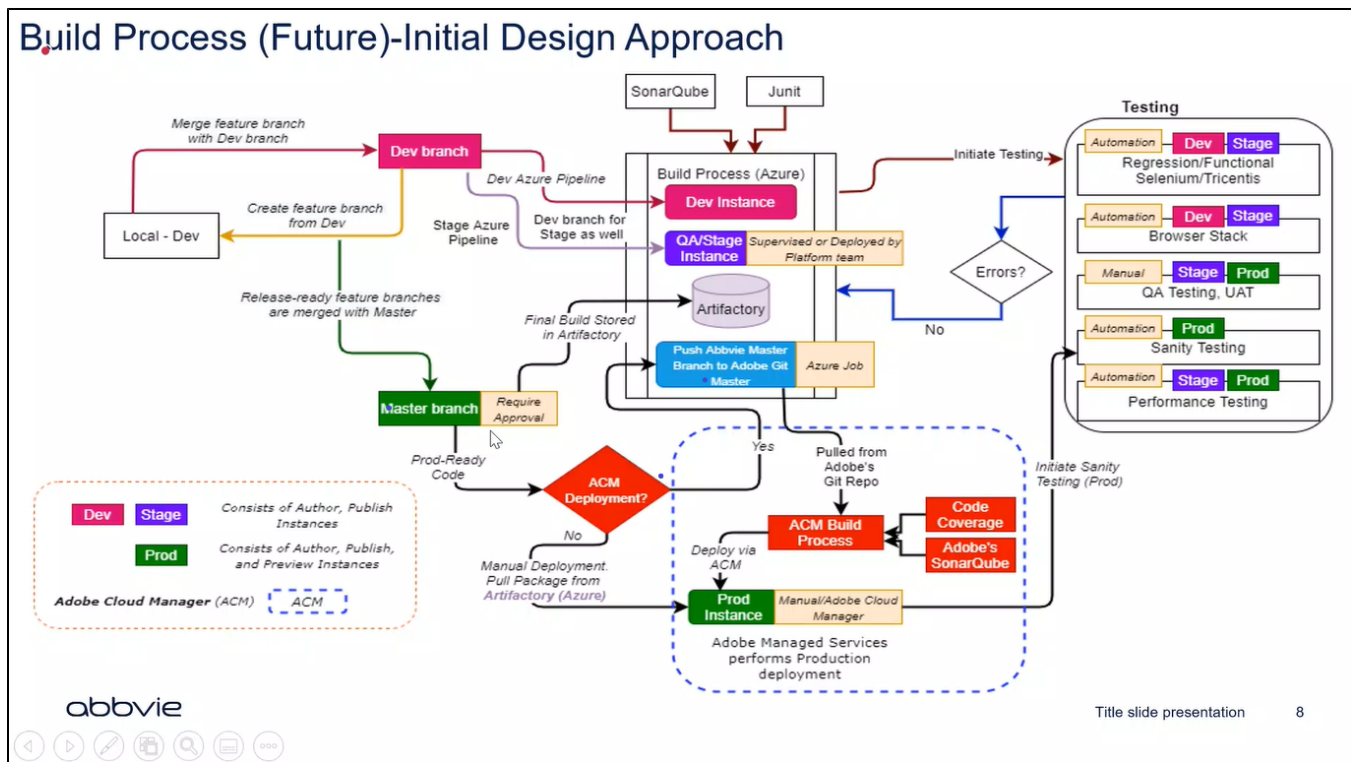 Build Process (Future)-Initial Design Approach
SonarQube
Junit
Testing
Merge feature branch
with Dev branch
Dev branch
Initiate Testing
Automation
Dev
Stage
Regression/Functional
Selenium/Tricentis
Build Process (Azure)
Dev Azure Pipeline
Dev Instance
Create feature branch
from Dev
Local - Dev
Stage Azure
Pipeline
Dev branch for
Stage as well
QA/Stage
Instance
Supervised or Deployed by
Platform team
Automation
Dev
Stage
Browser Stack
Errors?
Manual
Stage
Prod
QA Testing, UAT
Release-ready feature branches
are merged with Master
Final Build Stored
in Artifactory
Artifactory
No
Automation
Prod
Sanity Testing
Push Abbvie Master
Branch to Adobe Git
Master
Azure Job
Automation
Stage
Prod
Performance Testing
Master branch
Require
Approval
Prod-Ready
Code
Yes
ACM
Deployment?
Pulled from
Adobe's
Git Repo
Initiate Sanity
Testing (Prod)
Code
Coverage
ACM Build
Process
Adobe's
SonarQube
No
Deploy via
ACM
Manual Deployment.
Pull Package from
Artifactory (Azure)
Prod
Instance
Manual/Adobe Cloud
Manager
Adobe Managed Services
performs Production
deployment
Dev
Stage
Consists of Author, Publish
Instances
Prod
Consists of Author, Publish,
and Preview Instances
Adobe Cloud Manager (ACM)
ACM
abbvie
Title slide presentation
8